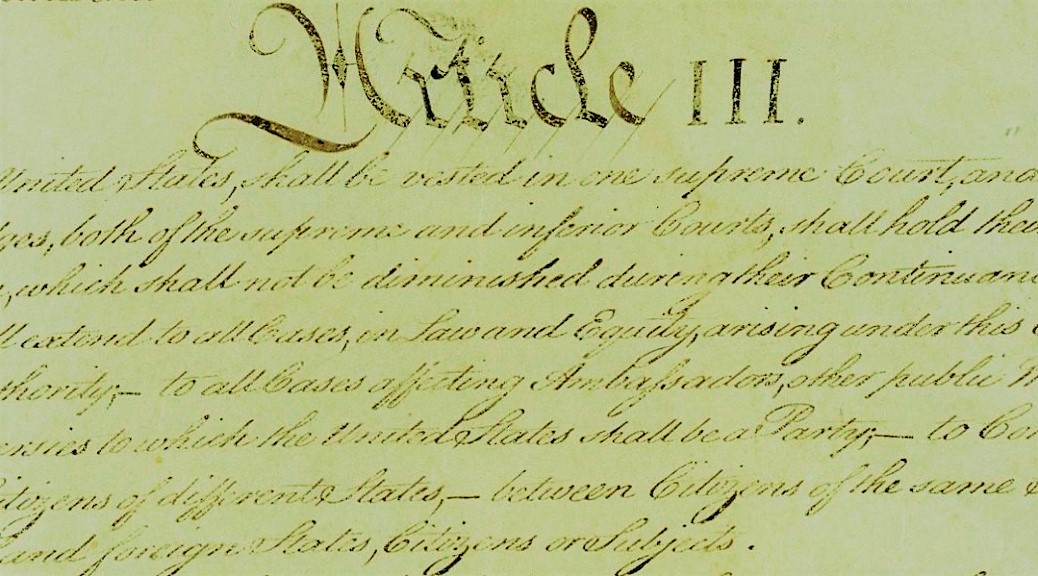 Article III.
United States, shall be vested in one supreme Court, and
ges, both of the supreme and inferior Courts, shall hold thei
, which shall not be diminished during their Continuanc
ll extend to all Cases, in Law and Equity, arising under this C
thority;— to all Cases affecting Ambassadors, other public M
ersies to which the United States shall be a Party;— to Con
itizens of different States,— between Citizens of the same S
and foreign States, Citizens or Subjects.